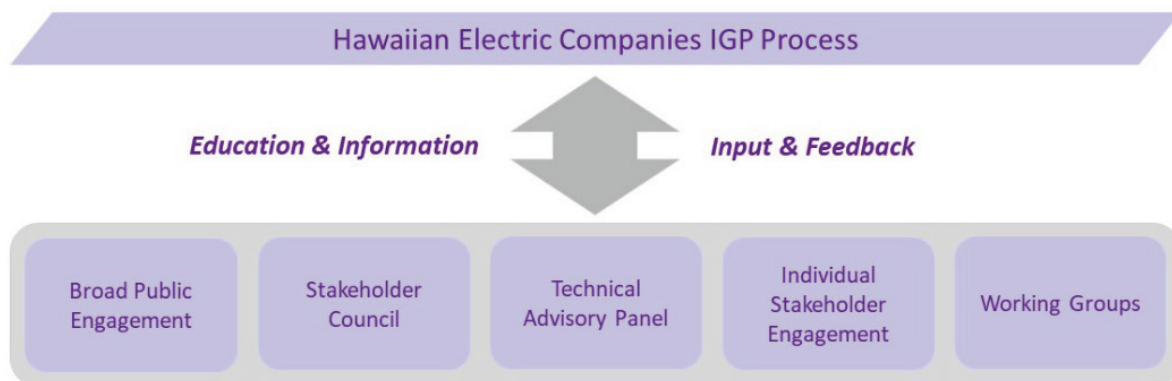 Hawaiian Electric Companies IGP Process
Education & Information
Input & Feedback
Broad Public
Engagement
Stakeholder
Council
Technical
Advisory Panel
Individual
Stakeholder
Engagement
Working Groups